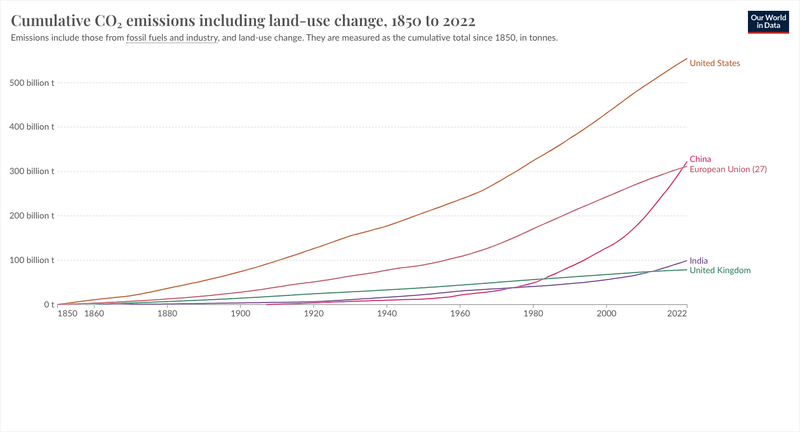 Cumulative CO₂ emissions including land-use change, 1850 to 2022
Our World
in Data
Emissions include those from fossil fuels and industry, and land-use change. They are measured as the cumulative total since 1850, in tonnes.
500 billion t
400 billion t
300 billion t
200 billion t
100 billion t
0 t
United States
China
European Union (27)
India
United Kingdom
1850 1860 1880 1900 1920 1940 1960 1980 2000 2022